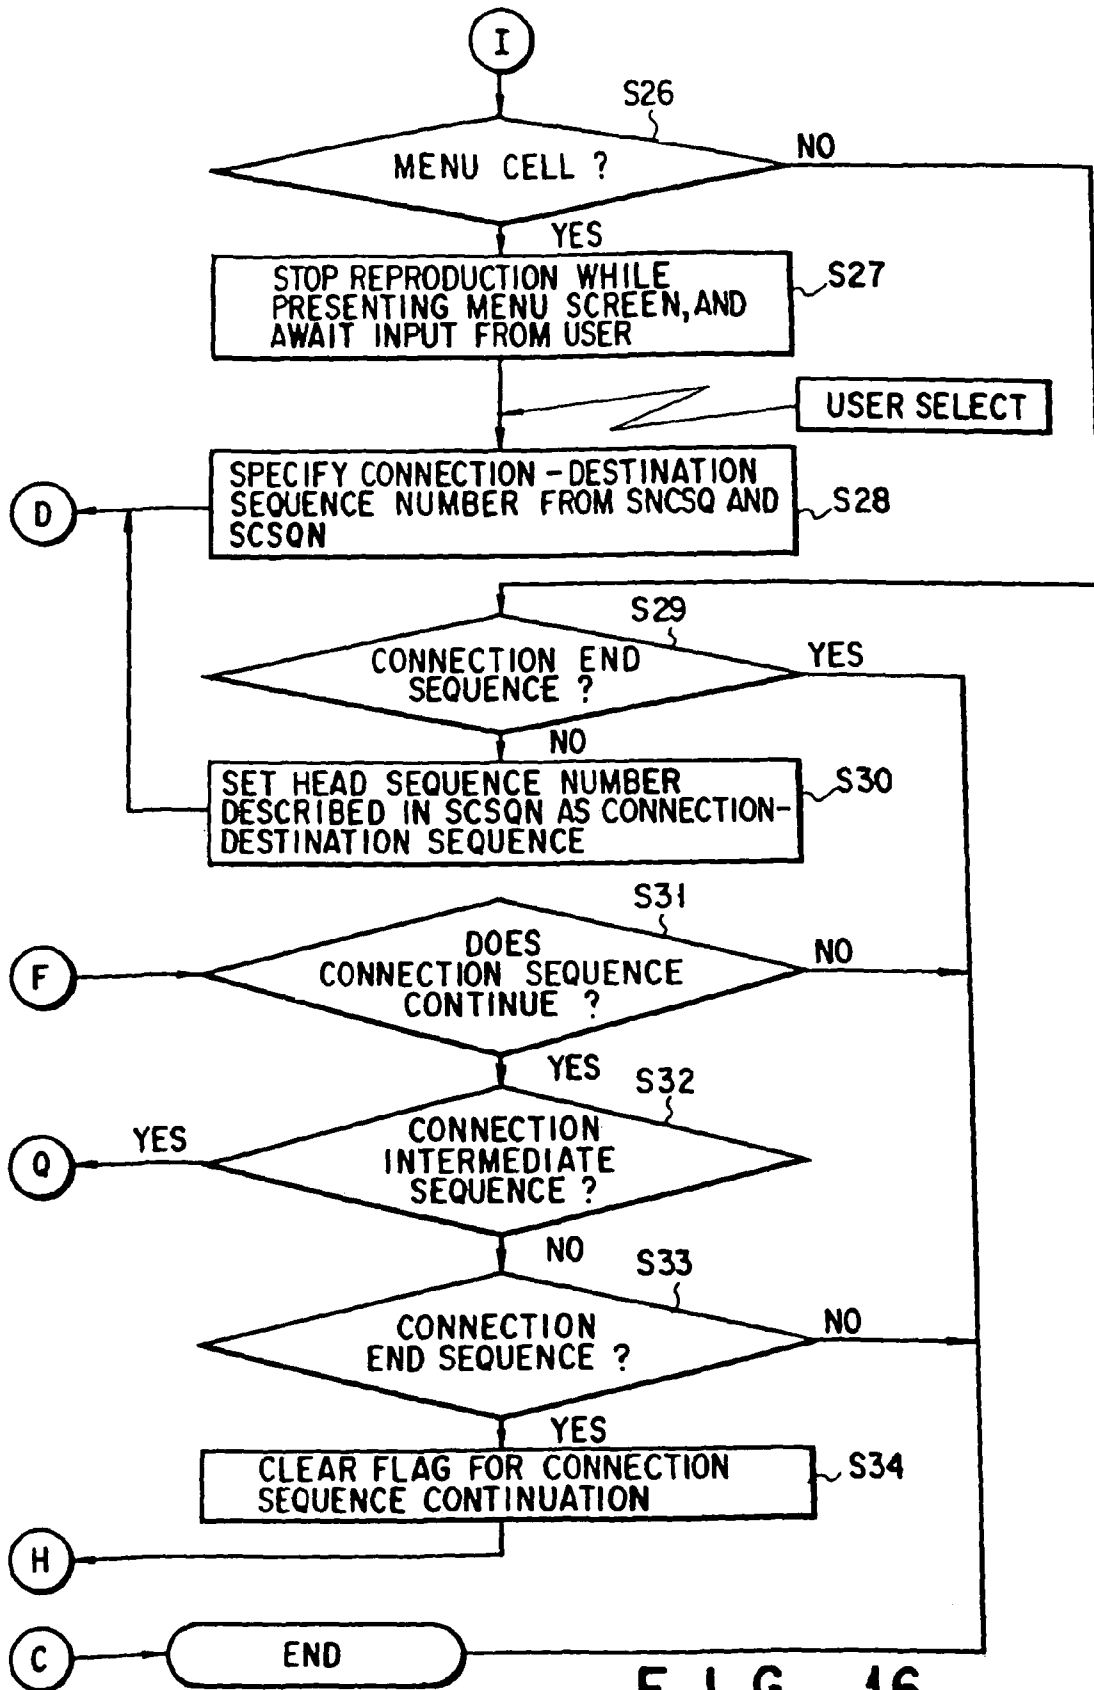 I
S26
MENU CELL ?
NO
YES
STOP REPRODUCTION WHILE
PRESENTING MENU SCREEN, AND
AWAIT INPUT FROM USER
S27
USER SELECT
SPECIFY CONNECTION-DESTINATION
SEQUENCE NUMBER FROM SNCSQ AND
SCSQN
S28
D
S29
CONNECTION END
SEQUENCE ?
YES
NO
SET HEAD SEQUENCE NUMBER
DESCRIBED IN SCSQN AS CONNECTION-
DESTINATION SEQUENCE
S30
S31
DOES
CONNECTION SEQUENCE
CONTINUE ?
NO
F
YES
S32
CONNECTION
INTERMEDIATE
SEQUENCE ?
YES
Q
NO
S33
CONNECTION
END SEQUENCE ?
NO
YES
CLEAR FLAG FOR CONNECTION
SEQUENCE CONTINUATION
S34
H
C
END
FIG. 46